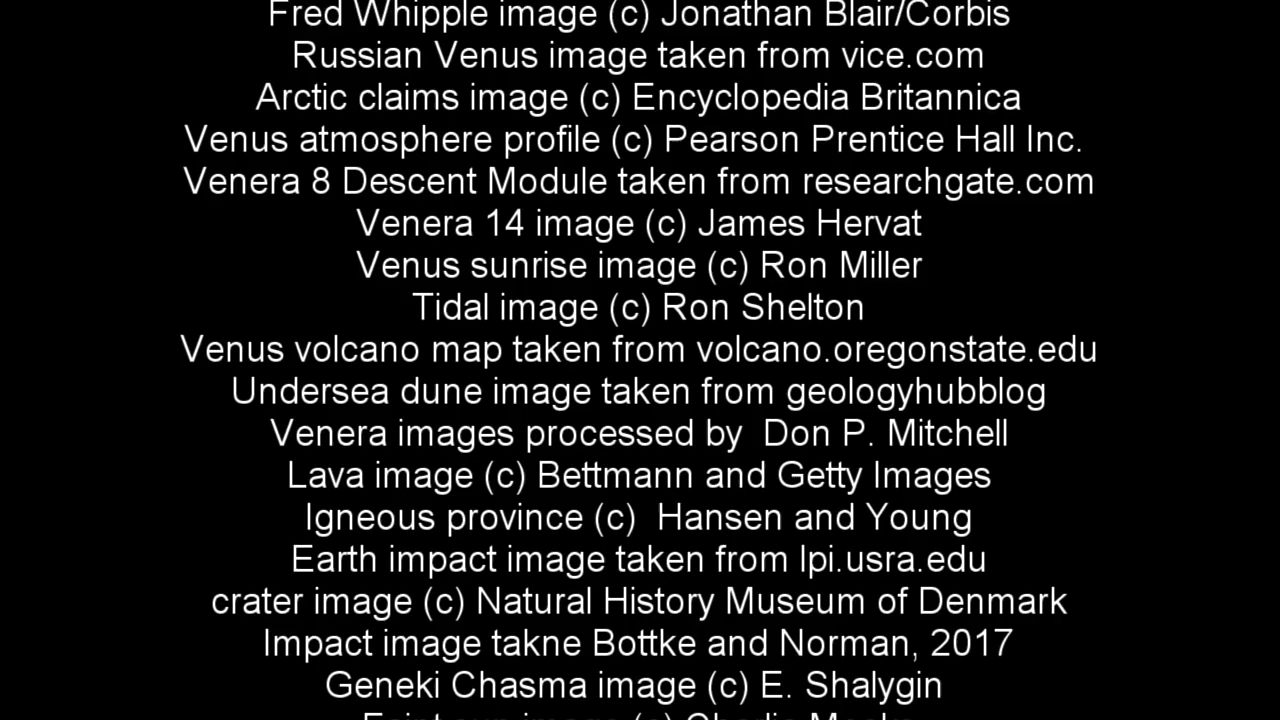 Fred Whipple image (c) Jonathan Blair/Corbis
Russian Venus image taken from vice.com
Arctic claims image (c) Encyclopedia Britannica
Venus atmosphere profile (c) Pearson Prentice Hall Inc.
Venera 8 Descent Module taken from researchgate.com
Venera 14 image (c) James Hervat
Venus sunrise image (c) Ron Miller
Tidal image (c) Ron Shelton
Venus volcano map taken from volcano.oregonstate.edu
Undersea dune image taken from geologyhubblog
Venera images processed by  Don P. Mitchell
Lava image (c) Bettmann and Getty Images
Igneous province (c)  Hansen and Young
Earth impact image taken from lpi.usra.edu
crater image (c) Natural History Museum of Denmark
Impact image takne Bottke and Norman, 2017
Geneki Chasma image (c) E. Shalygin